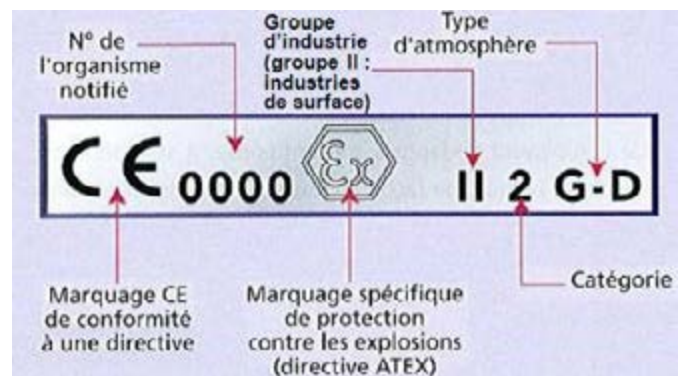 N° de
l'organisme
notifié
Groupe
d'industrie
(groupe II :
industries
de surface)
Type
d'atmosphère
CE 0000 Ex II 2 G-D
Marquage CE
de conformité
à une directive
Marquage spécifique
de protection
contre les explosions
(directive ATEX)
Catégorie